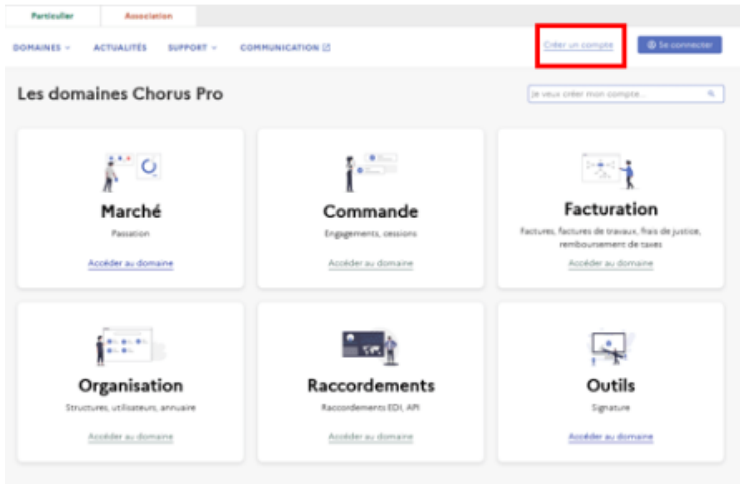 Particulier Association
DOMAINES ACTUALITÉS SUPPORT COMMUNICATION Créer un compte Se connecter
Les domaines Chorus Pro Je veux créer mon compte...
Marché Commande Facturation
Passation Engagements, cessions Factures, factures de travaux, frais de justice,
remboursement de taxes
Accéder au domaine Accéder au domaine Accéder au domaine
Organisation Raccordements Outils
Structures, utilisateurs, annuaire Raccordements EDI, API Signature
Accéder au domaine Accéder au domaine Accéder au domaine